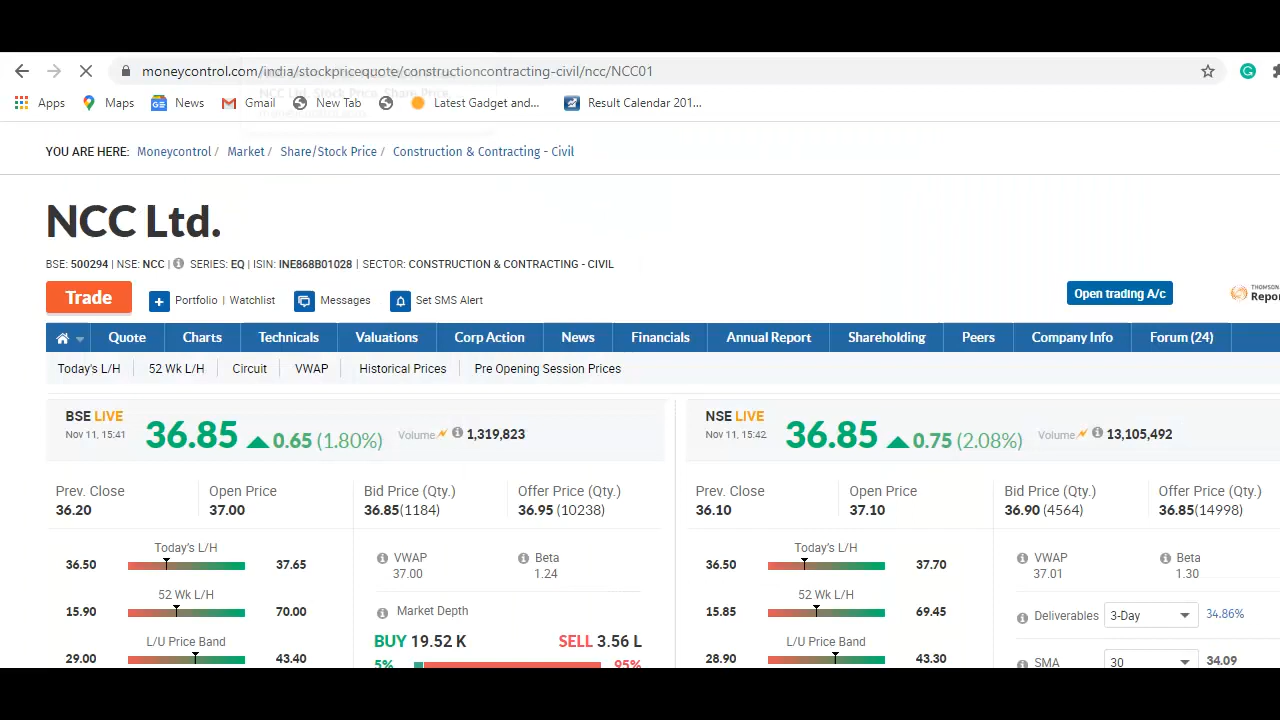 moneycontrol.com/india/stockpricequote/constructioncontracting-civil/ncc/NCC01
Apps Maps News Gmail New Tab Latest Gadget and... Result Calendar 201...
NCC Ltd. Stock Price, Share Price,
YOU ARE HERE: Moneycontrol / Market / Share/Stock Price / Construction & Contracting - Civil
NCC Ltd.
BSE: 500294 | NSE: NCC | SERIES: EQ | ISIN: INE868B01028 | SECTOR: CONSTRUCTION & CONTRACTING - CIVIL
Trade + Portfolio | Watchlist Messages Set SMS Alert Open trading A/c THOMSON
Repor
Quote Charts Technicals Valuations Corp Action News Financials Annual Report Shareholding Peers Company Info Forum (24)
Today's L/H 52 Wk L/H Circuit VWAP Historical Prices Pre Opening Session Prices
BSE LIVE
Nov 11, 15:41
36.85 0.65 (1.80%) Volume 1,319,823
NSE LIVE
Nov 11, 15:42
36.85 0.75 (2.08%) Volume 13,105,492
Prev. Close Open Price Bid Price (Qty.) Offer Price (Qty.)
36.20 37.00 36.85(1184) 36.95 (10238)
Today's L/H
36.50 37.65
52 Wk L/H
15.90 70.00
L/U Price Band
29.00 43.40
VWAP Beta
37.00 1.24
Market Depth
BUY 19.52 K SELL 3.56 L
5% 95%
Prev. Close Open Price Bid Price (Qty.) Offer Price (Qty.)
36.10 37.10 36.90 (4564) 36.85(14998)
Today's L/H
36.50 37.70
52 Wk L/H
15.85 69.45
L/U Price Band
28.90 43.30
VWAP Beta
37.01 1.30
Deliverables 3-Day 34.86%
SMA 30 34.09